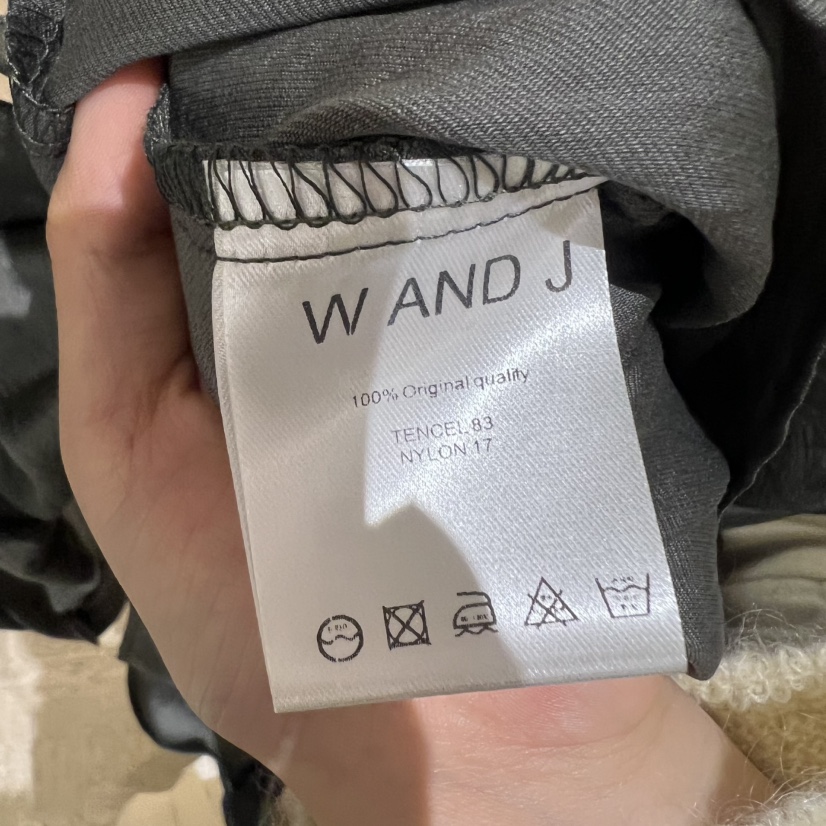 W AND J
100% Original quality
TENCEL 83
NYLON 17